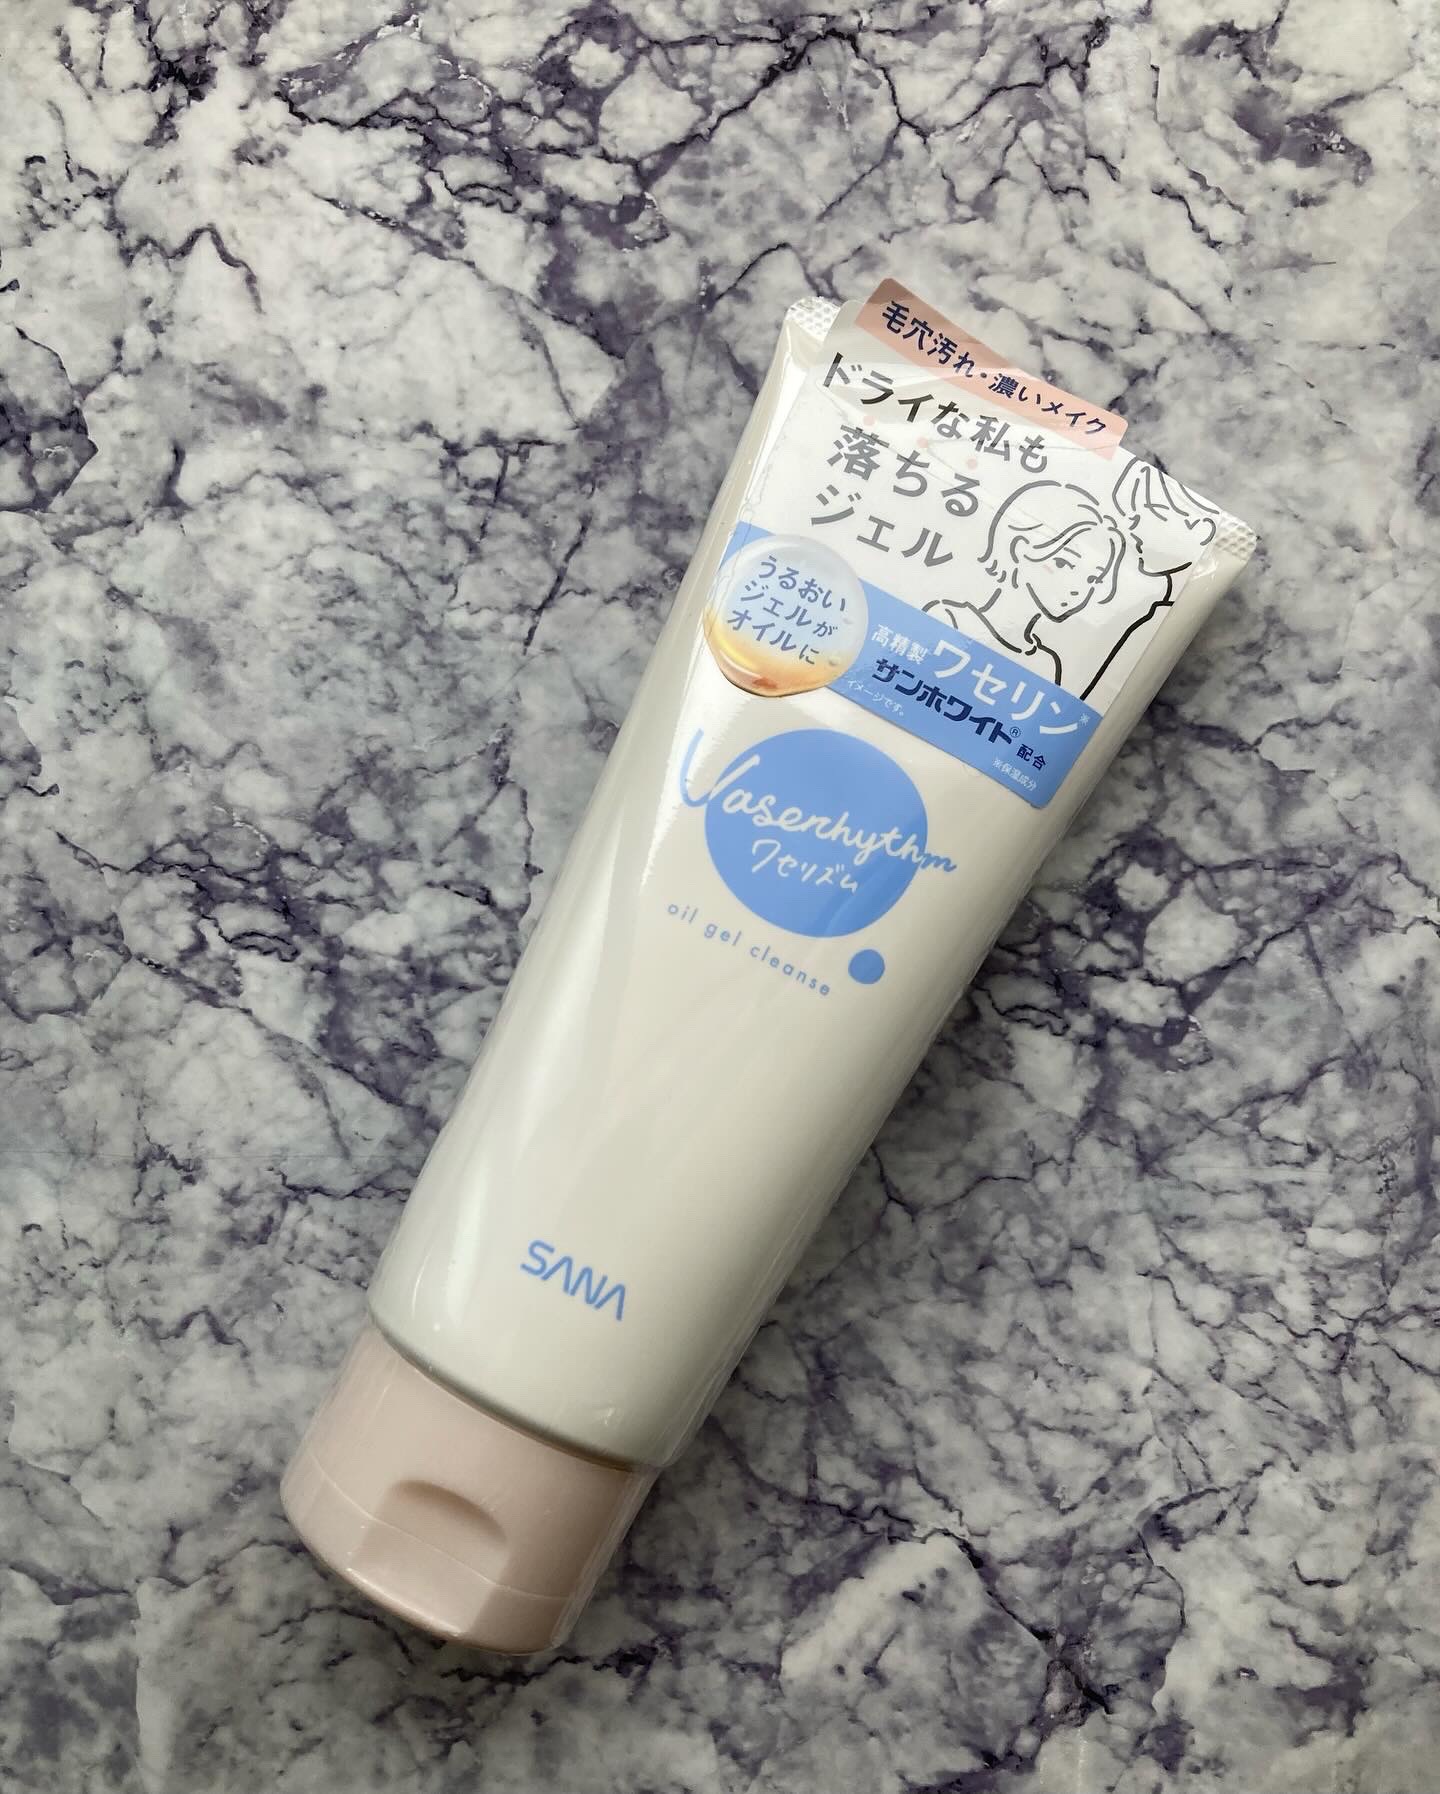 毛穴汚れ・濃いメイク
ドライな私も
落ちる
ジェル
うるおい
ジェルが
オイルに
高精製 ワセリン※
サンホワイト® 配合
イメージです。
※保湿成分
Vaserhythm
ワセリズム
oil gel cleanse
SANA